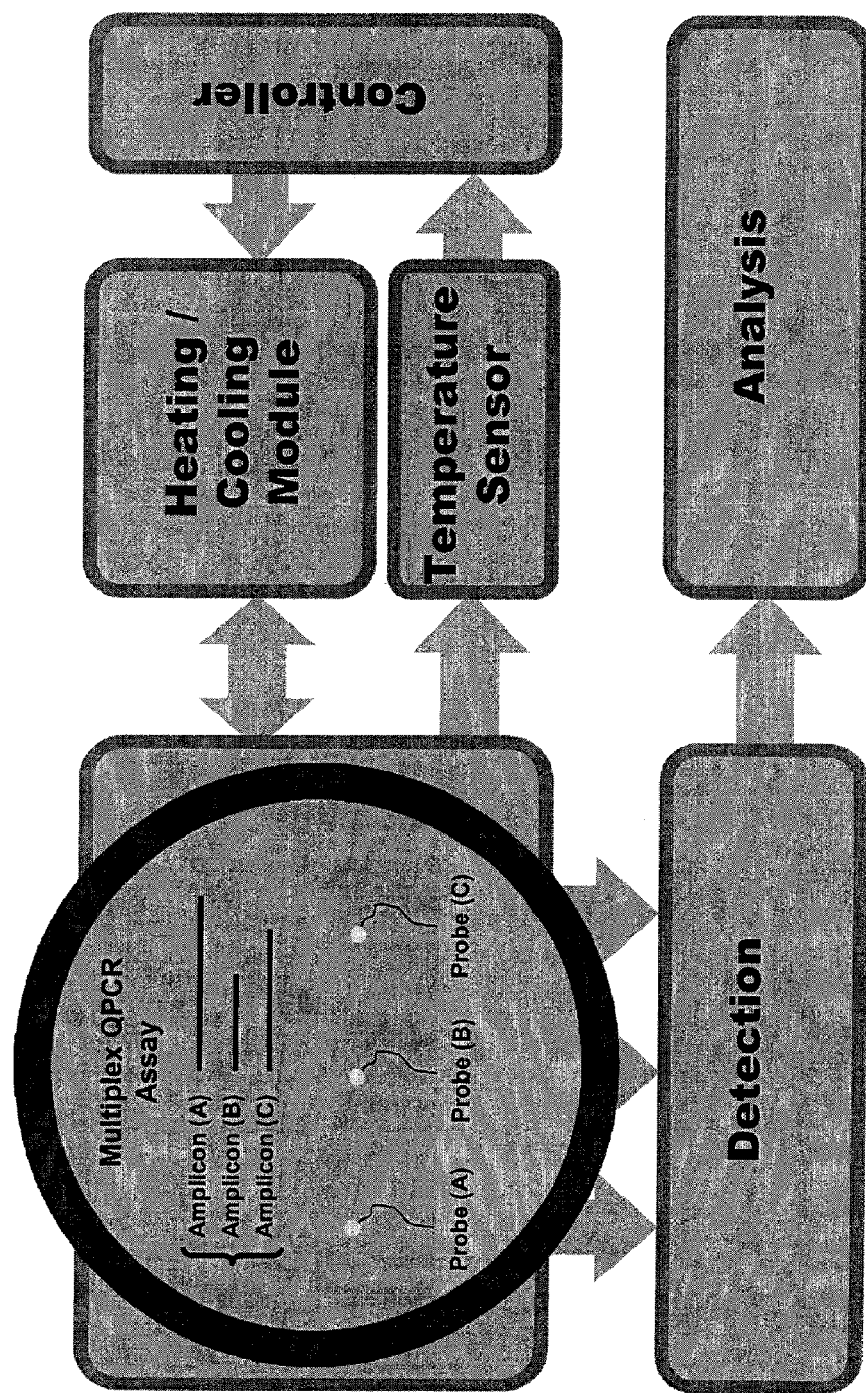 Multiplex QPCR
Assay
Amplicon (A)
Amplicon (B)
Amplicon (C)
Probe (A)
Probe (B)
Probe (C)
Heating /
Cooling
Module
Temperature
Sensor
Controller
Detection
Analysis